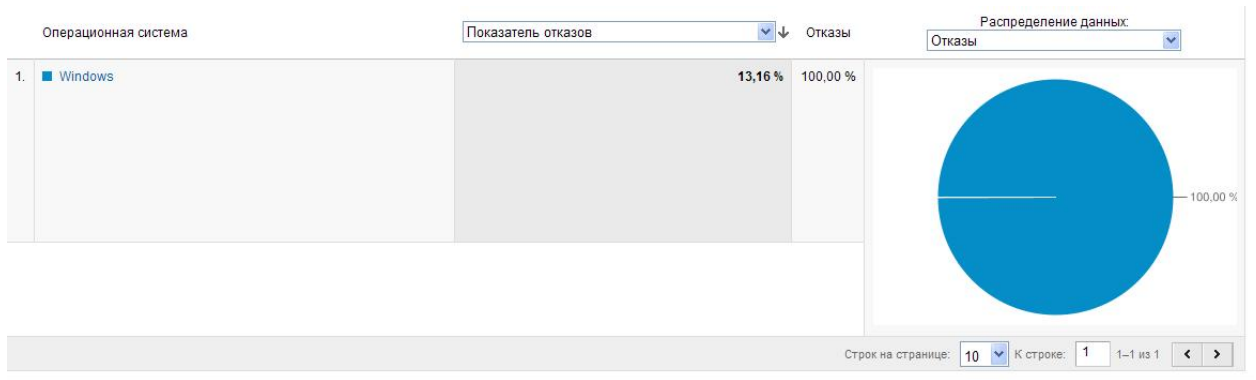 Распределение данных:
Операционная система Показатель отказов Отказы Отказы
1. Windows 13,16 % 100,00 %
100,00 %
Строк на странице: 10 К строке: 1 1–1 из 1